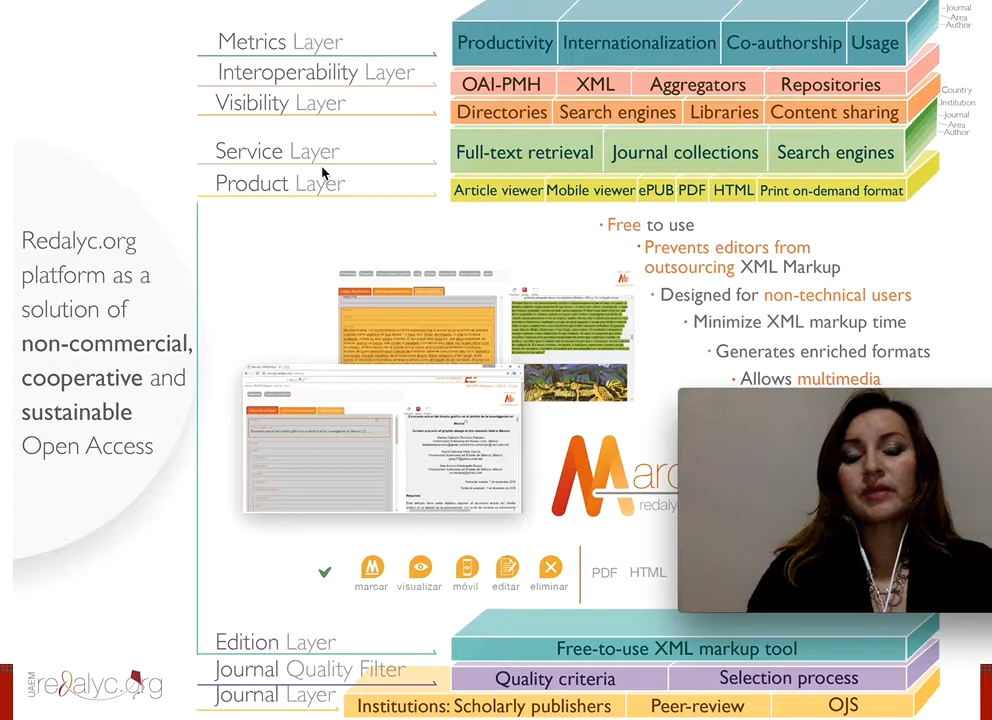 Journal
Area
Author
Metrics Layer
Productivity
Internationalization
Co-authorship
Usage
Interoperability Layer
OAI-PMH
XML
Aggregators
Repositories
Visibility Layer
Directories
Search engines
Libraries
Content sharing
Country
Institution
Journal
Area
Author
Service Layer
Full-text retrieval
Journal collections
Search engines
Product Layer
Article viewer
Mobile viewer
ePUB
PDF
HTML
Print on-demand format
Redalyc.org
platform as a
solution of
non-commercial,
cooperative and
sustainable
Open Access
· Free to use
· Prevents editors from
outsourcing XML Markup
· Designed for non-technical users
· Minimize XML markup time
· Generates enriched formats
· Allows multimedia
Marc
redalyc
marcar
visualizar
móvil
editar
eliminar
PDF
HTML
Edition Layer
Free-to-use XML markup tool
Journal Quality Filter
Quality criteria
Selection process
Journal Layer
Institutions: Scholarly publishers
Peer-review
OJS
UAEM
redalyc.org